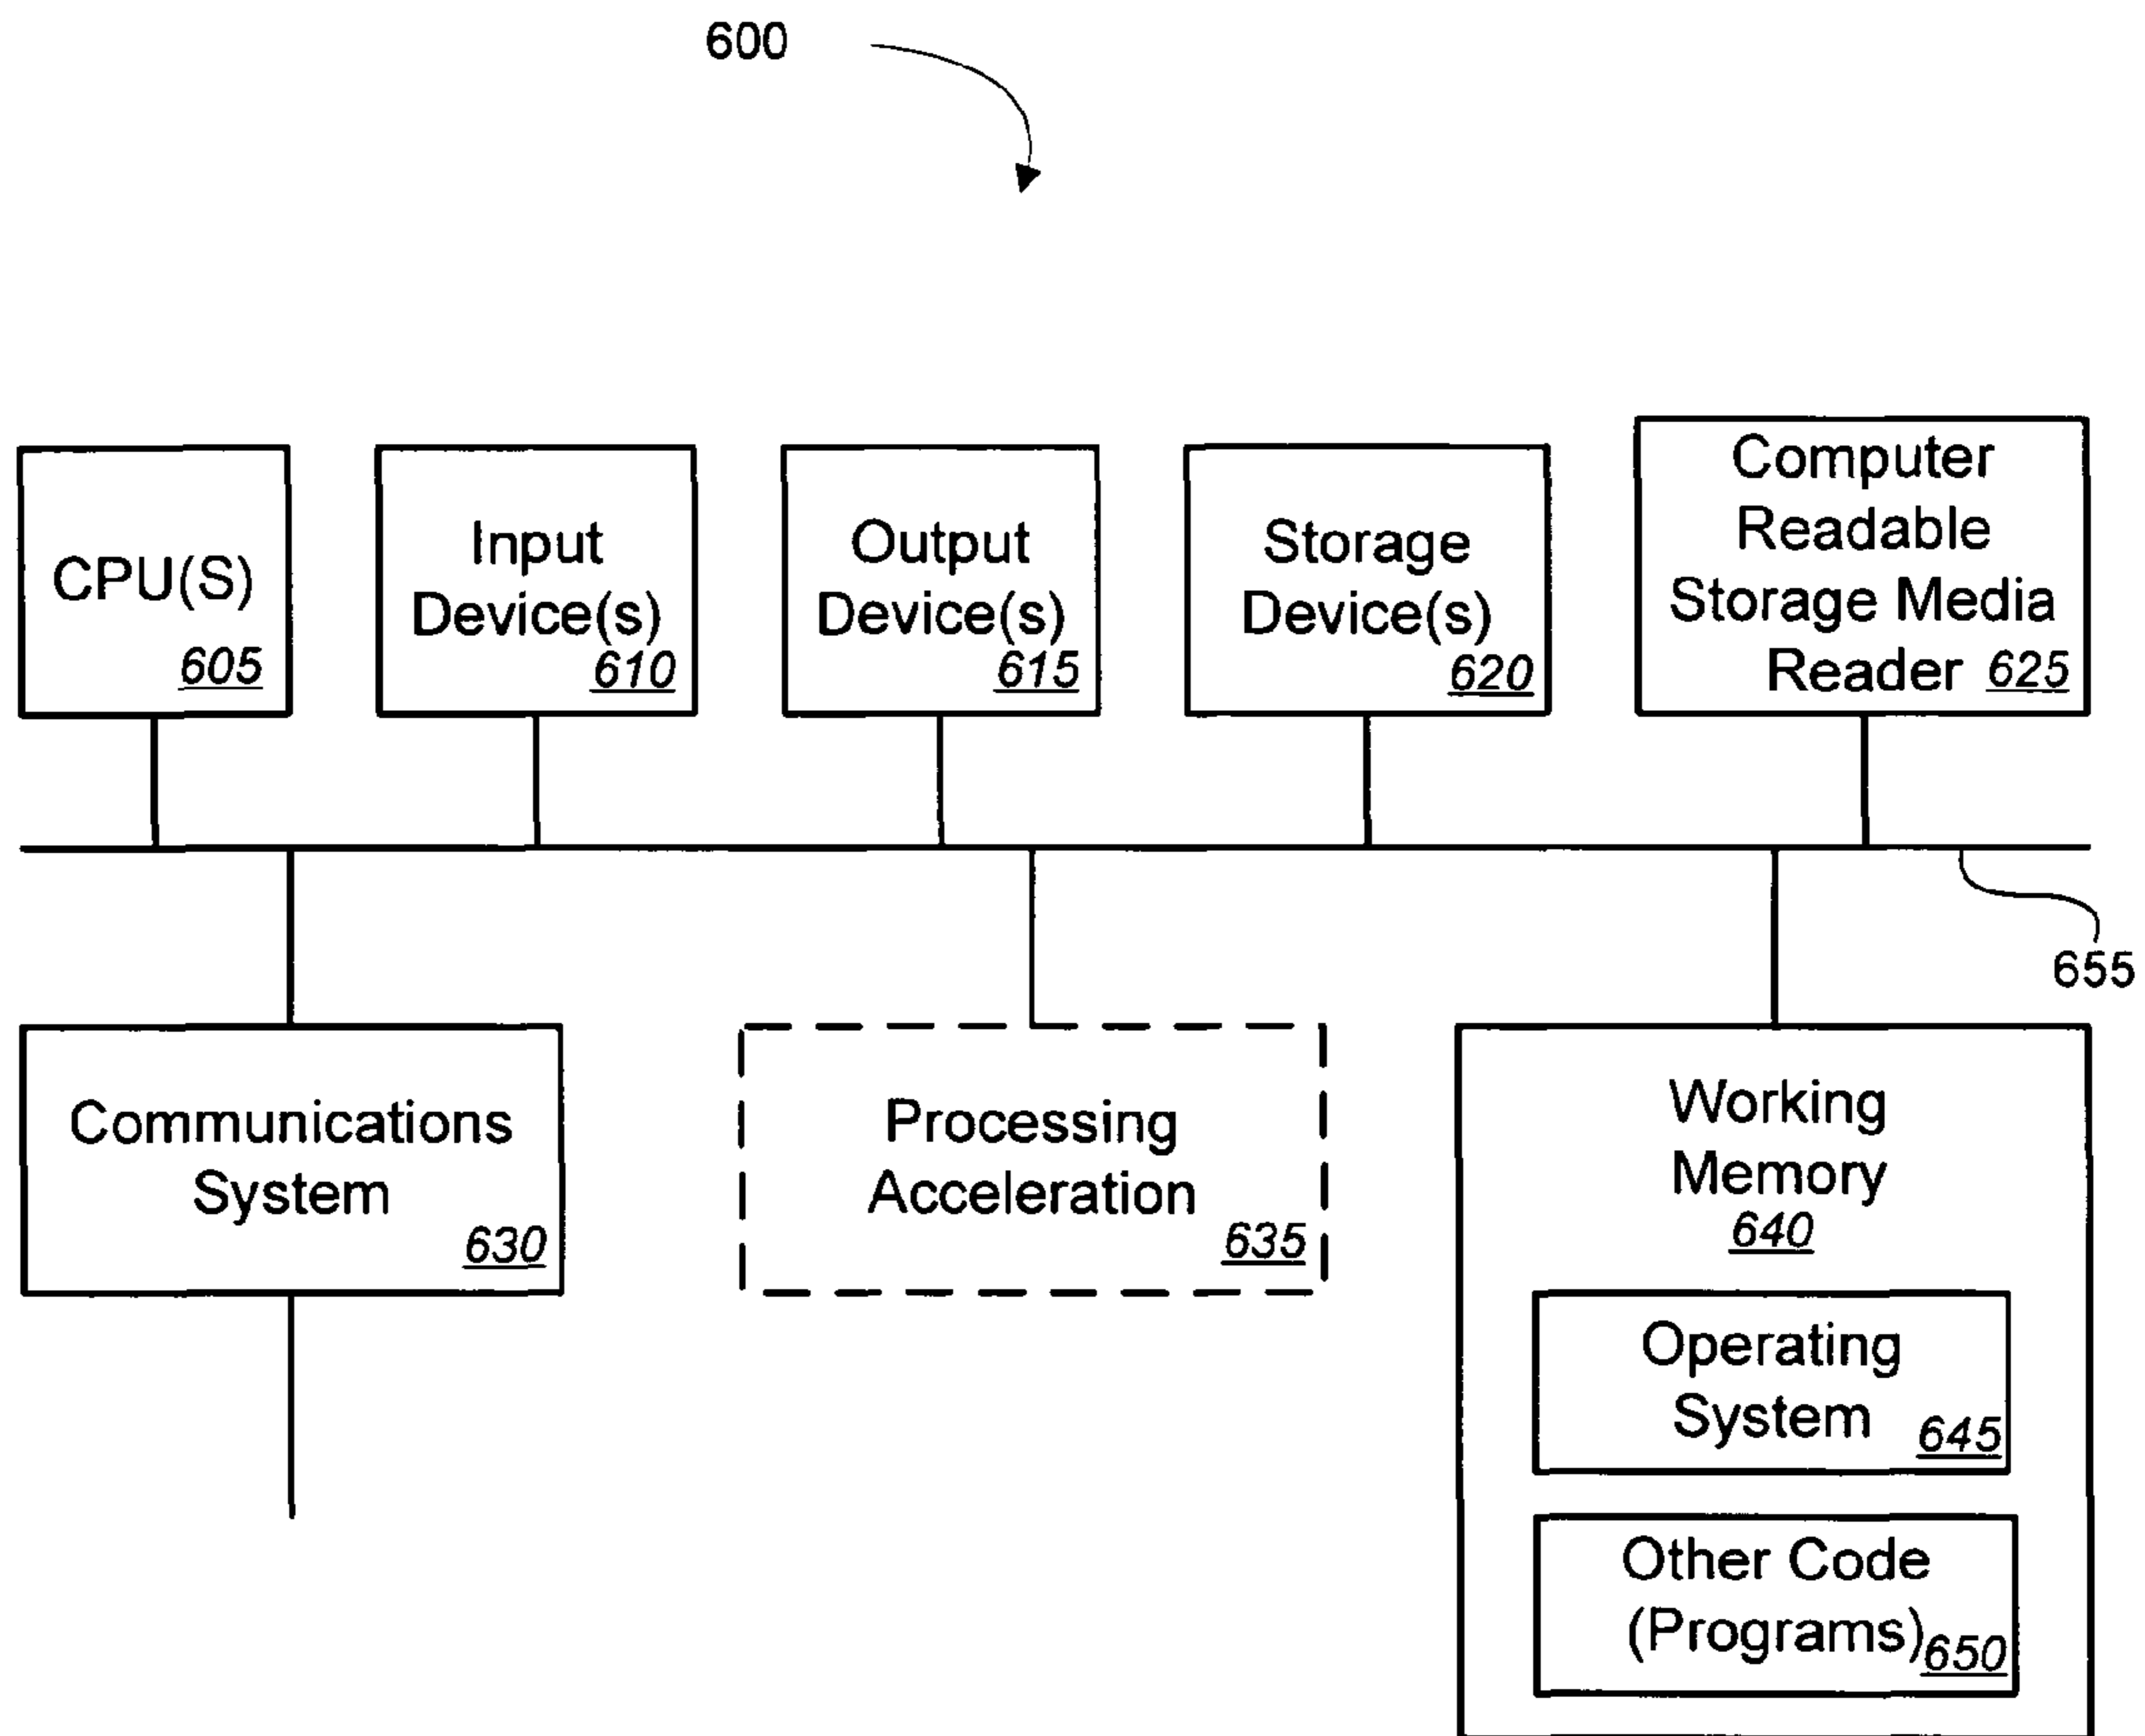 600
CPU(S)
605
Input
Device(s)
610
Output
Device(s)
615
Storage
Device(s)
620
Computer
Readable
Storage Media
Reader 625
655
Communications
System
630
Processing
Acceleration
635
Working
Memory
640
Operating
System
645
Other Code
(Programs)
650